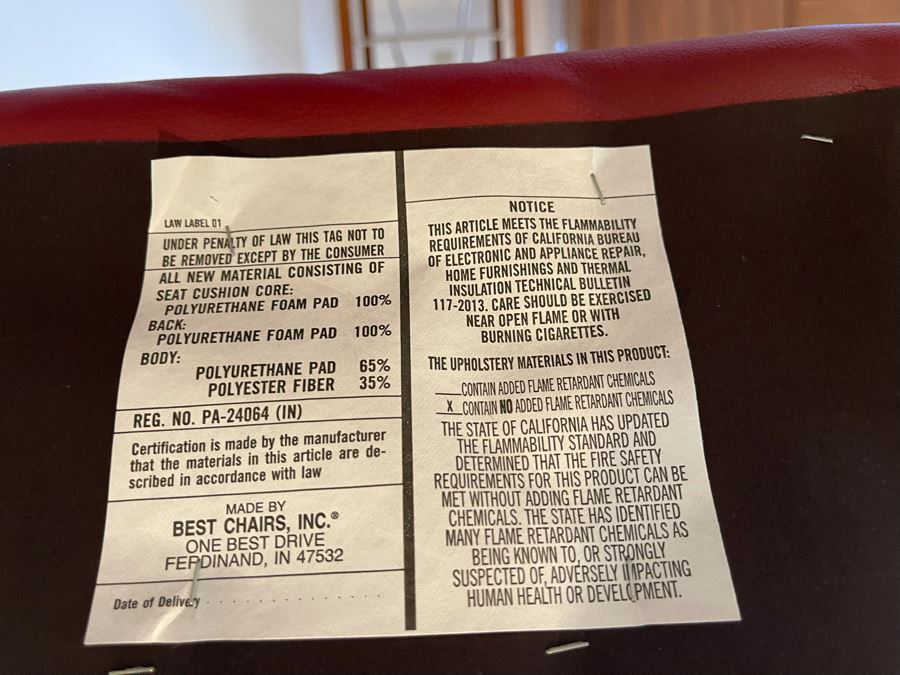 LAW LABEL 01
UNDER PENALTY OF LAW THIS TAG NOT TO
BE REMOVED EXCEPT BY THE CONSUMER
ALL NEW MATERIAL CONSISTING OF
SEAT CUSHION CORE:
POLYURETHANE FOAM PAD 100%
BACK:
POLYURETHANE FOAM PAD 100%
BODY:
POLYURETHANE PAD 65%
POLYESTER FIBER 35%
REG. NO. PA-24064 (IN)
Certification is made by the manufacturer
that the materials in this article are de-
scribed in accordance with law
MADE BY
BEST CHAIRS, INC.®
ONE BEST DRIVE
FERDINAND, IN 47532
Date of Delivery . . . . . . . . . . . . . . .
NOTICE
THIS ARTICLE MEETS THE FLAMMABILITY
REQUIREMENTS OF CALIFORNIA BUREAU
OF ELECTRONIC AND APPLIANCE REPAIR,
HOME FURNISHINGS AND THERMAL
INSULATION TECHNICAL BULLETIN
117-2013. CARE SHOULD BE EXERCISED
NEAR OPEN FLAME OR WITH
BURNING CIGARETTES.
THE UPHOLSTERY MATERIALS IN THIS PRODUCT:
____CONTAIN ADDED FLAME RETARDANT CHEMICALS
X CONTAIN NO ADDED FLAME RETARDANT CHEMICALS
THE STATE OF CALIFORNIA HAS UPDATED
THE FLAMMABILITY STANDARD AND
DETERMINED THAT THE FIRE SAFETY
REQUIREMENTS FOR THIS PRODUCT CAN BE
MET WITHOUT ADDING FLAME RETARDANT
CHEMICALS. THE STATE HAS IDENTIFIED
MANY FLAME RETARDANT CHEMICALS AS
BEING KNOWN TO, OR STRONGLY
SUSPECTED OF, ADVERSELY IMPACTING
HUMAN HEALTH OR DEVELOPMENT.